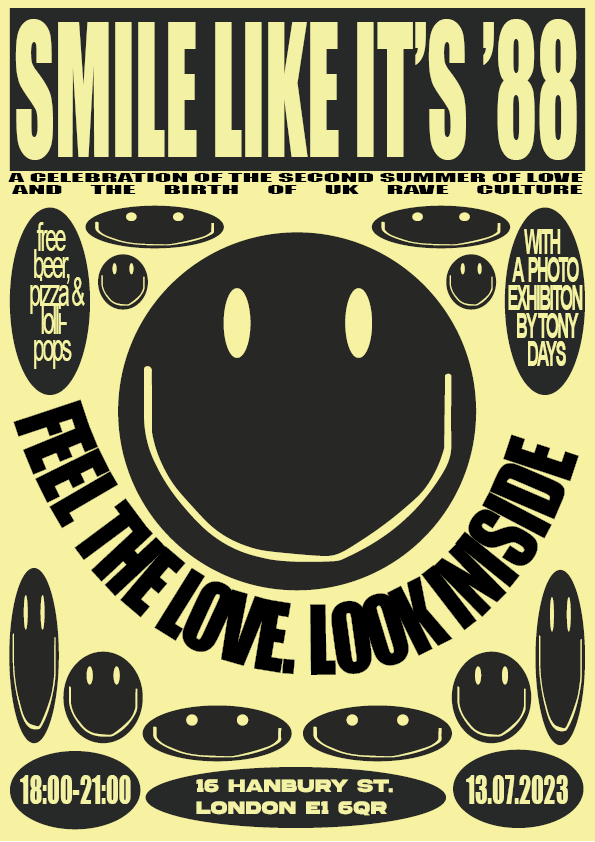 SMILE LIKE IT'S '88
A CELEBRATION OF THE SECOND SUMMER OF LOVE
AND THE BIRTH OF UK RAVE CULTURE
free
beer,
pizza &
lolli-
pops
WITH
A PHOTO
EXHIBITON
BY TONY
DAYS
FEEL THE LOVE. LOOK INSIDE
18:00-21:00
16 HANBURY ST.
LONDON E1 6QR
13.07.2023